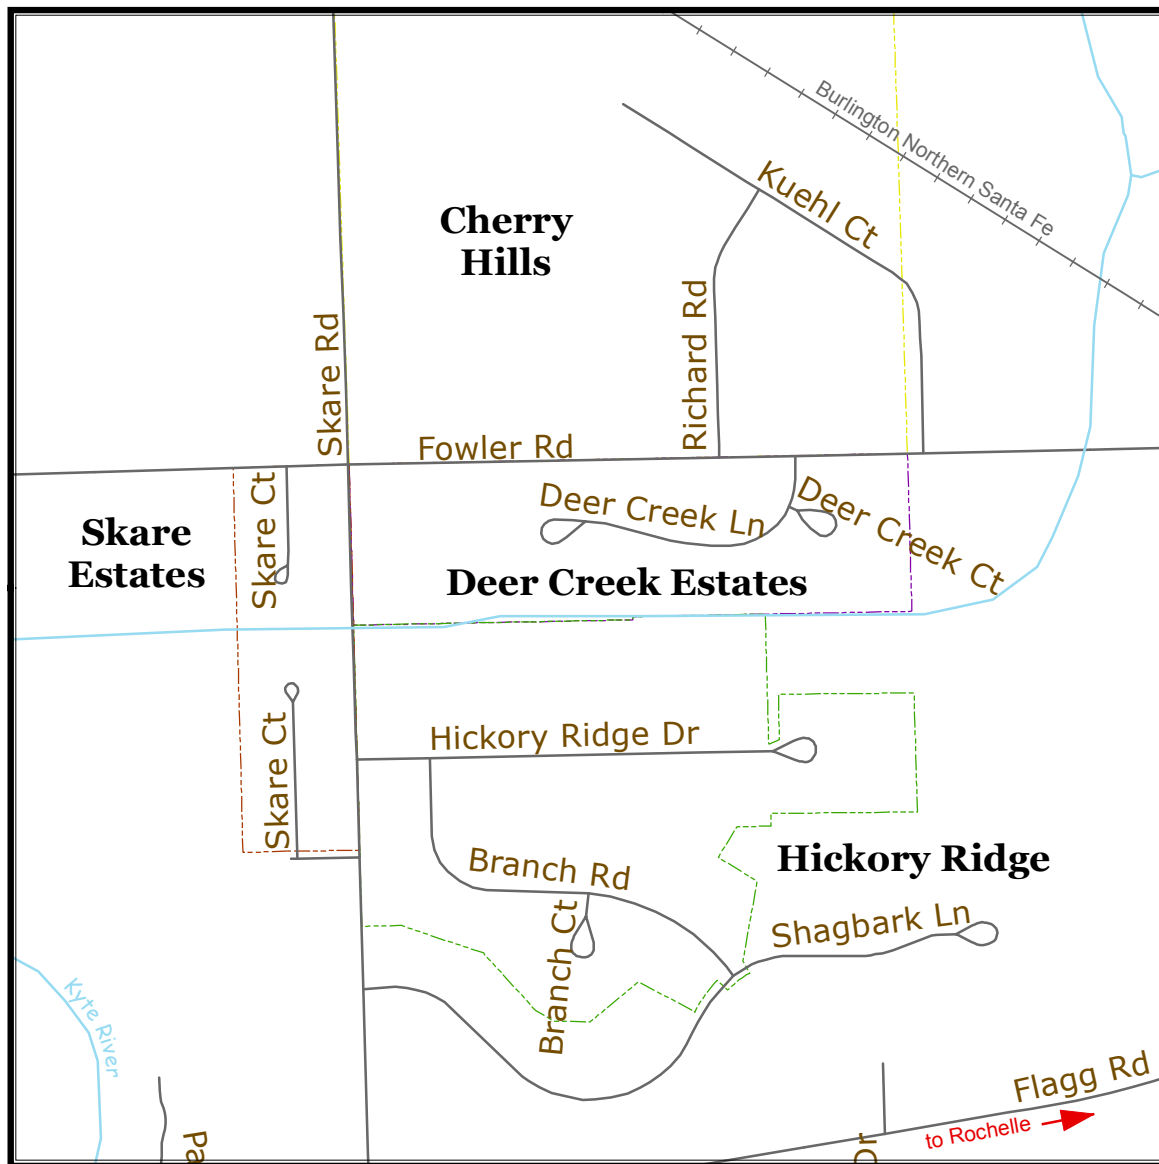 Burlington Northern Santa Fe
Kuehl Ct
Cherry
Hills
Richard Rd
Skare Rd
Fowler Rd
Skare Ct
Deer Creek Ln
Deer Creek Ct
Skare
Estates
Deer Creek Estates
Skare Ct
Hickory Ridge Dr
Branch Rd
Hickory Ridge
Branch Ct
Shagbark Ln
Kyte River
Flagg Rd
to Rochelle
Pa
Dr